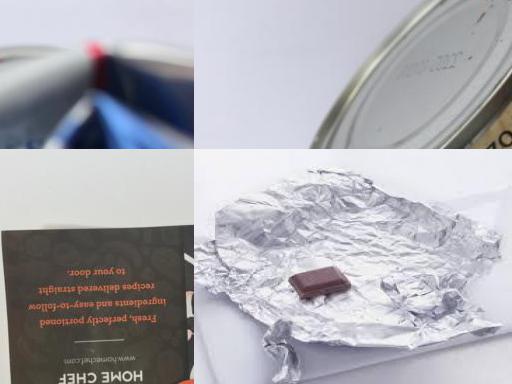 HOME CHEF
www.homechef.com
Fresh, perfectly portioned
ingredients and easy-to-follow
recipes delivered straight
to your door.